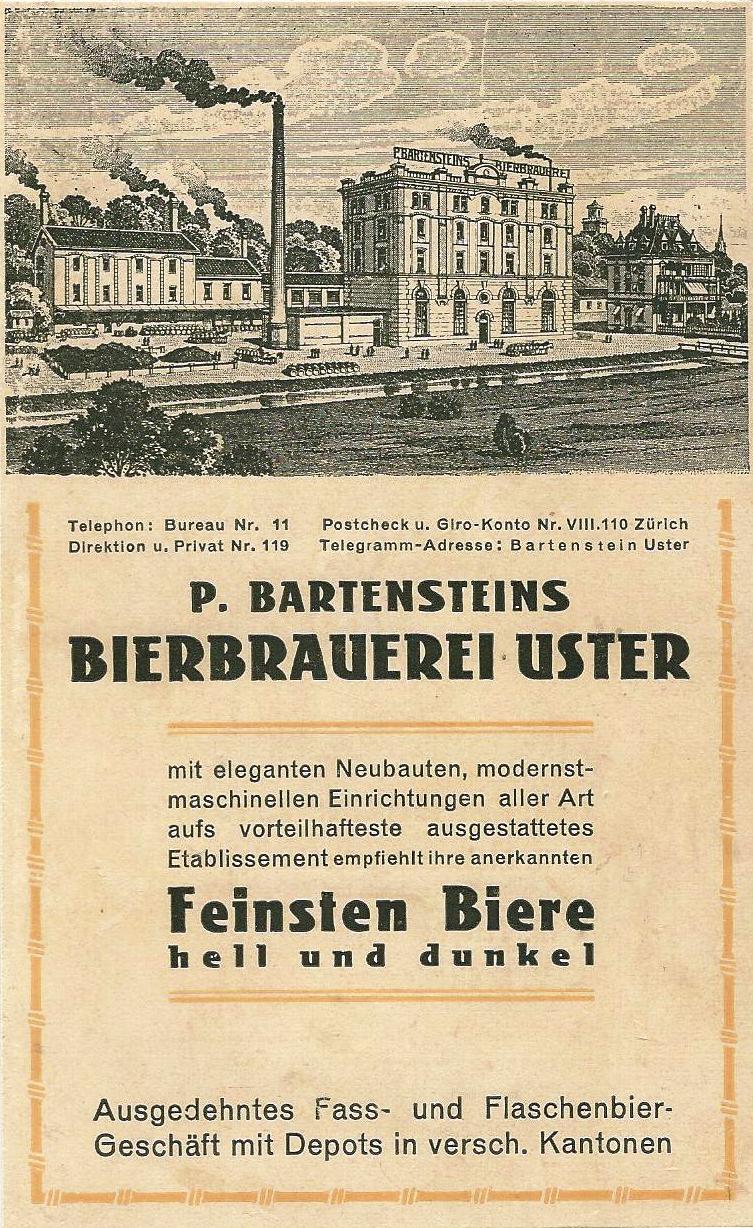 P. BARTENSTEINS BIERBRAUEREI
Telephon: Bureau Nr. 11 Postcheck u. Giro-Konto Nr. VIII.110 Zürich
Direktion u. Privat Nr. 119 Telegramm-Adresse: Bartenstein Uster
P. BARTENSTEINS
BIERBRAUEREI USTER
mit eleganten Neubauten, modernst-
maschinellen Einrichtungen aller Art
aufs vorteilhafteste ausgestattetes
Etablissement empfiehlt ihre anerkannten
Feinsten Biere
hell und dunkel
Ausgedehntes Fass- und Flaschenbier-
Geschäft mit Depots in versch. Kantonen